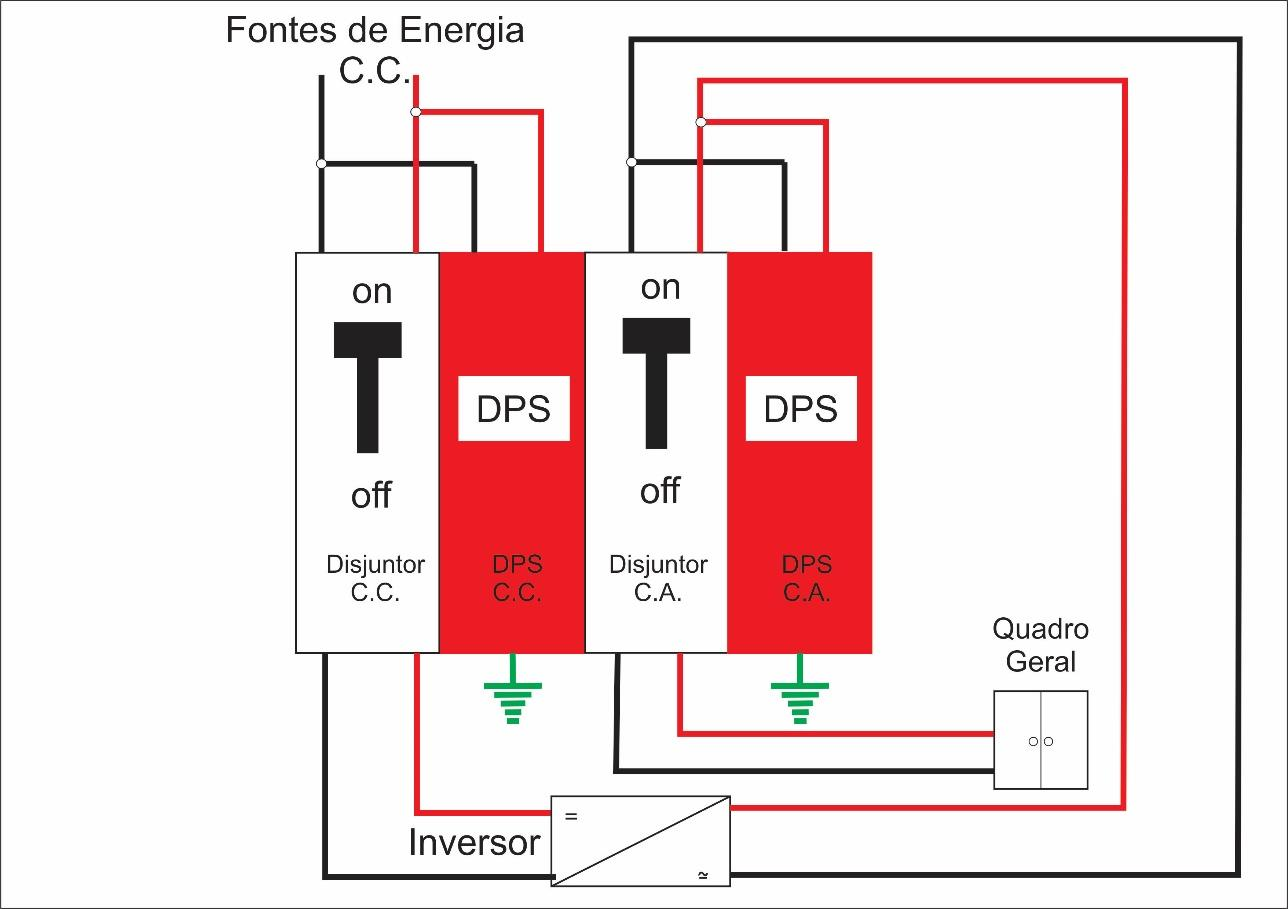 Fontes de Energia
C.C.
on
off
Disjuntor
C.C.
DPS
DPS
C.C.
on
off
Disjuntor
C.A.
DPS
DPS
C.A.
Quadro
Geral
Inversor
=
≃